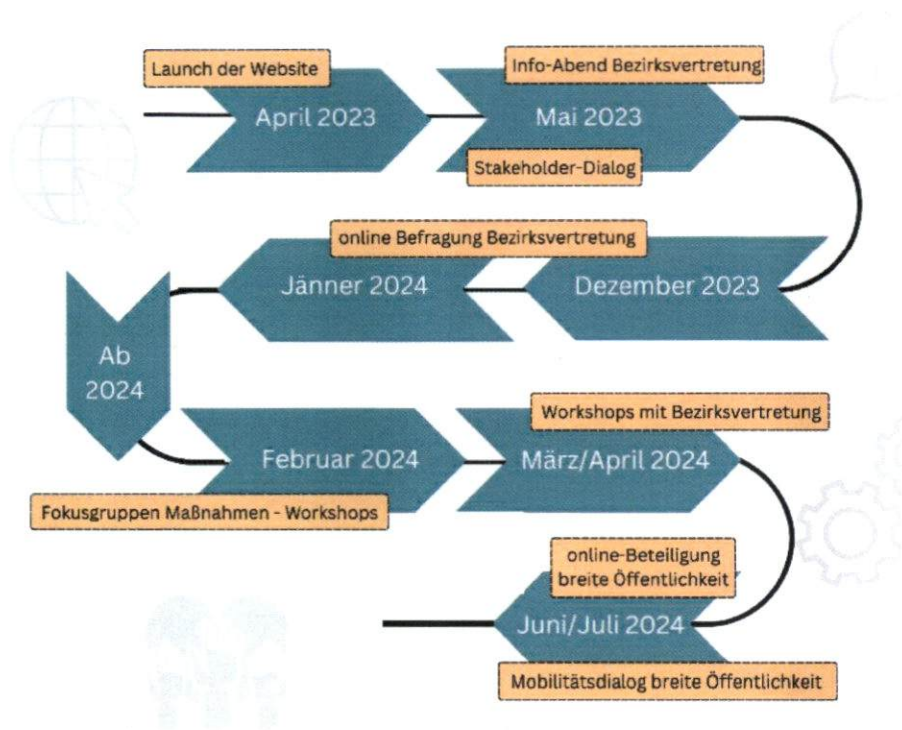 Launch der Website
April 2023
Info-Abend Bezirksvertretung
Mai 2023
Stakeholder-Dialog
online Befragung Bezirksvertretung
Dezember 2023
Jänner 2024
Ab
2024
Februar 2024
Fokusgruppen Maßnahmen - Workshops
Workshops mit Bezirksvertretung
März/April 2024
online-Beteiligung
breite Öffentlichkeit
Juni/Juli 2024
Mobilitätsdialog breite Öffentlichkeit